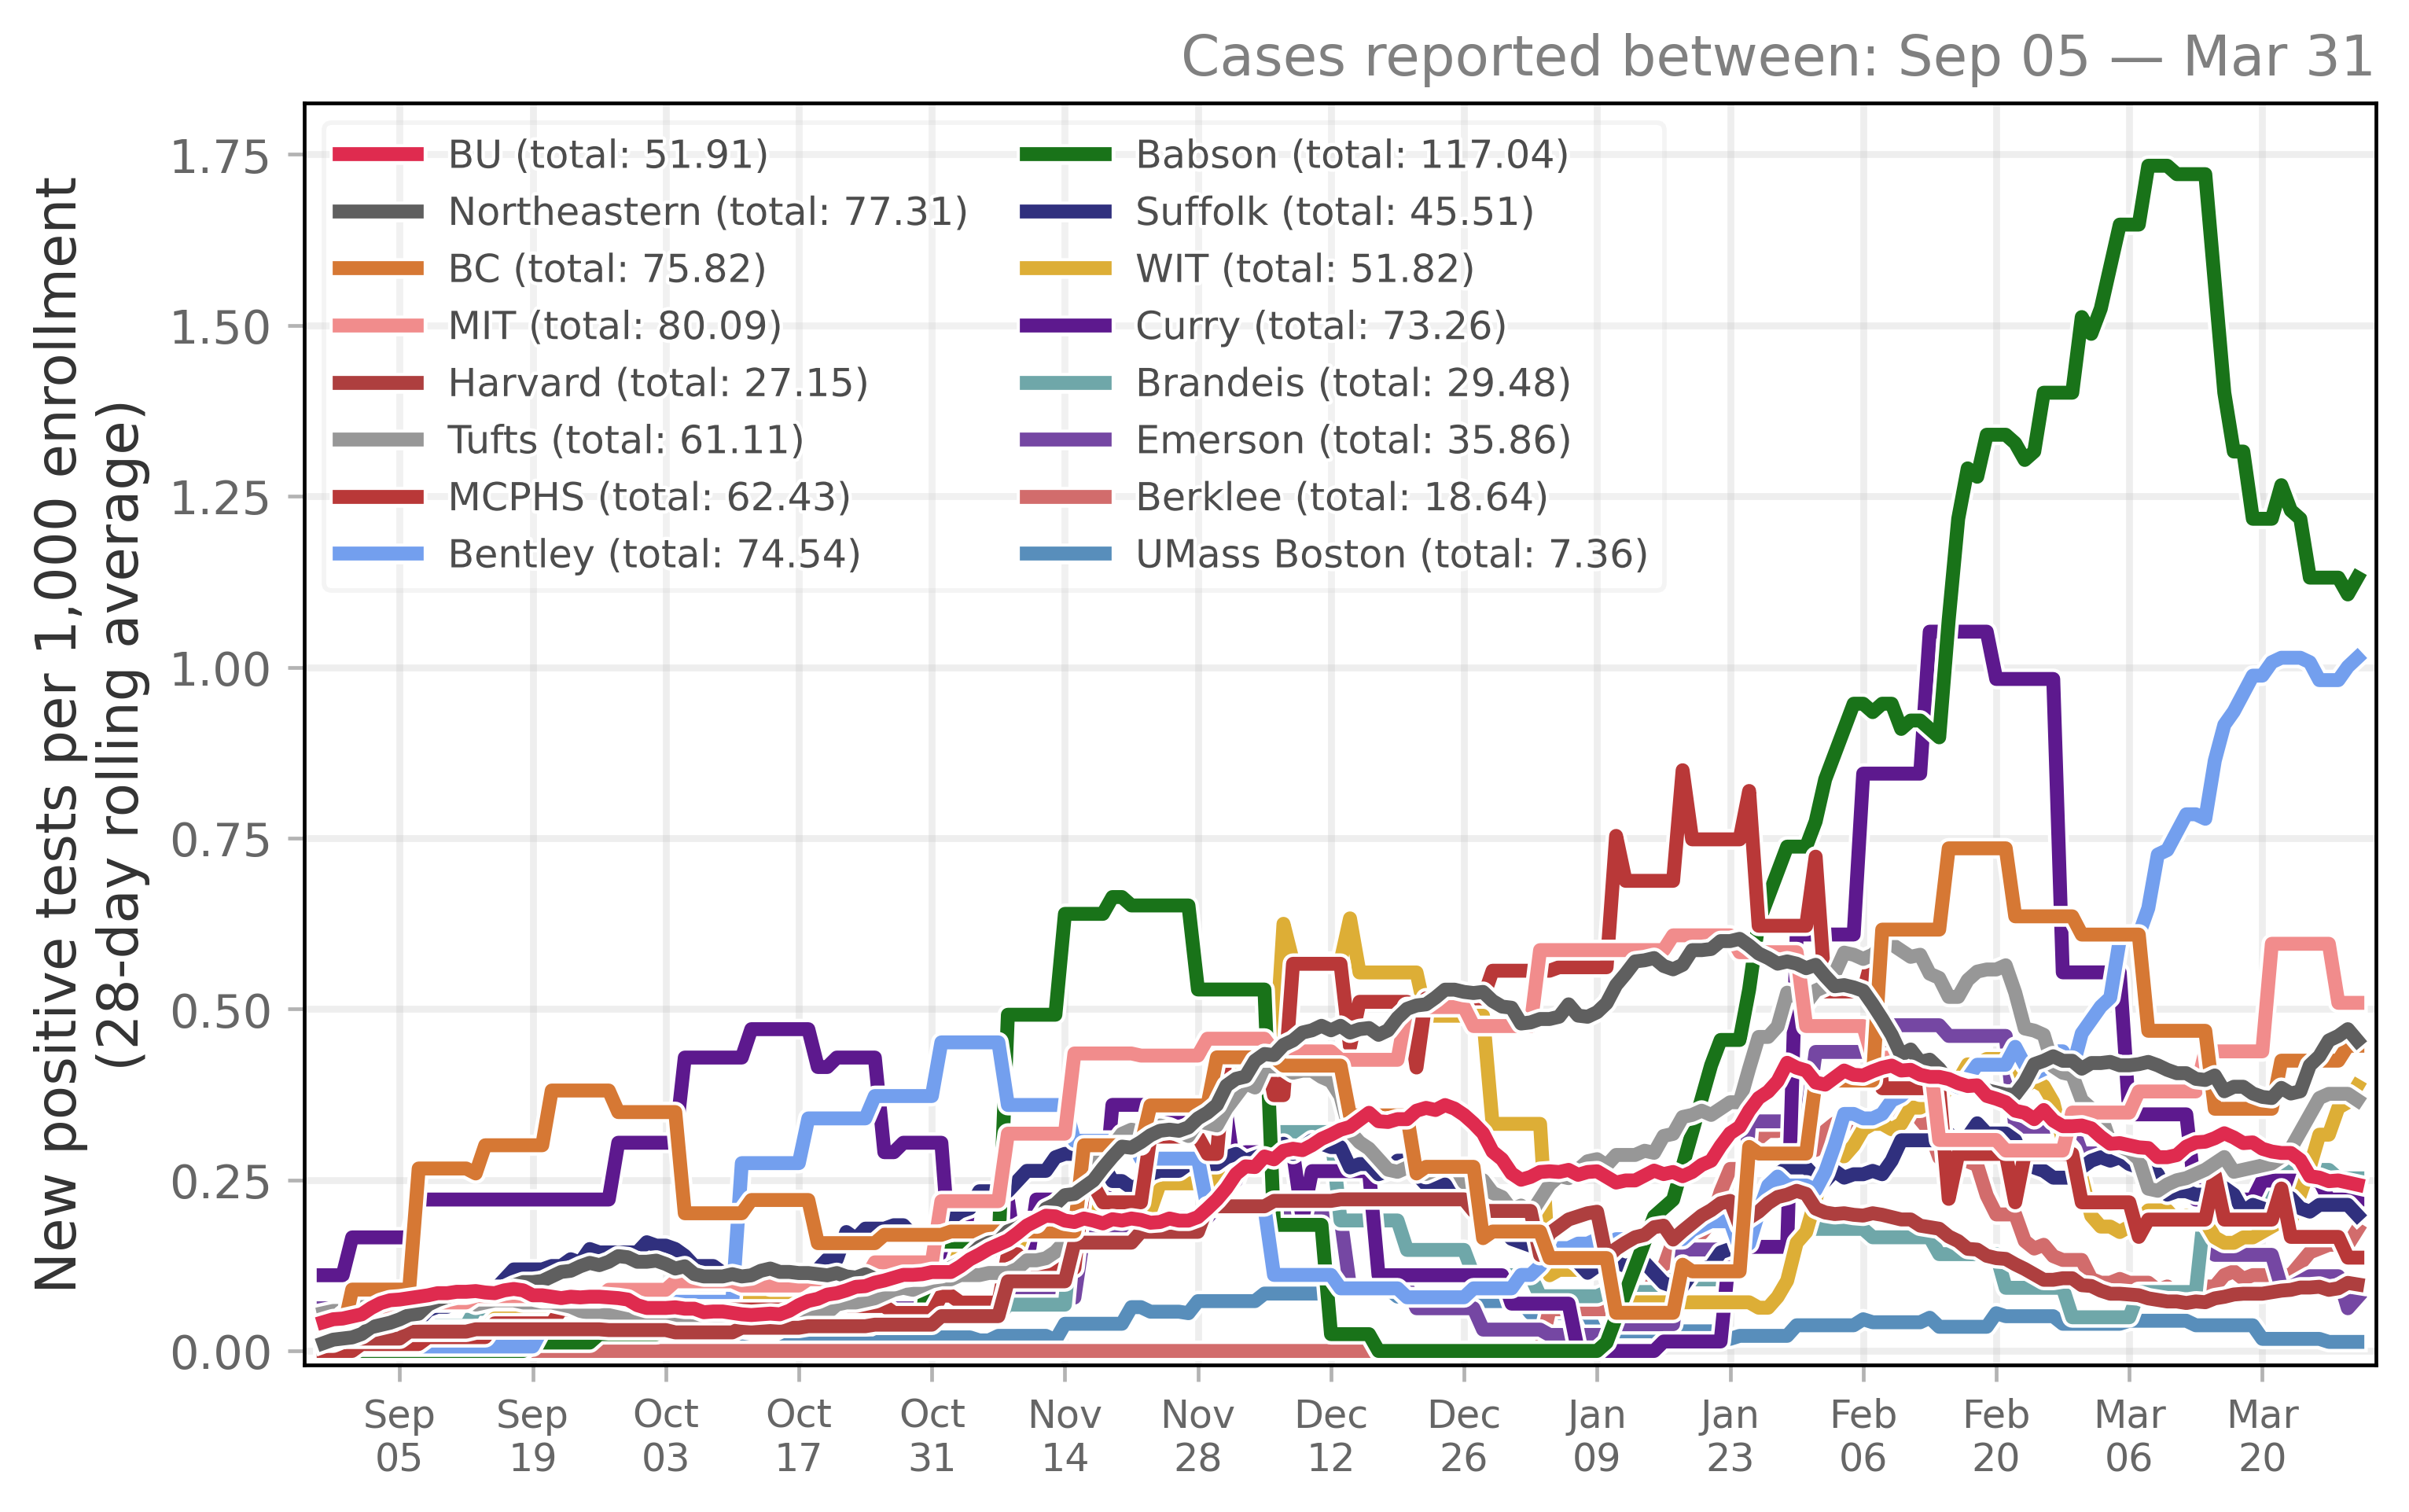 Cases reported between: Sep 05 — Mar 31
New positive tests per 1,000 enrollment
(28-day rolling average)
1.75
1.50
1.25
1.00
0.75
0.50
0.25
0.00
BU (total: 51.91)
Northeastern (total: 77.31)
BC (total: 75.82)
MIT (total: 80.09)
Harvard (total: 27.15)
Tufts (total: 61.11)
MCPHS (total: 62.43)
Bentley (total: 74.54)
Babson (total: 117.04)
Suffolk (total: 45.51)
WIT (total: 51.82)
Curry (total: 73.26)
Brandeis (total: 29.48)
Emerson (total: 35.86)
Berklee (total: 18.64)
UMass Boston (total: 7.36)
Sep Sep Oct Oct Oct Nov Nov Dec Dec Jan Jan Feb Feb Mar Mar
05 19 03 17 31 14 28 12 26 09 23 06 20 06 20